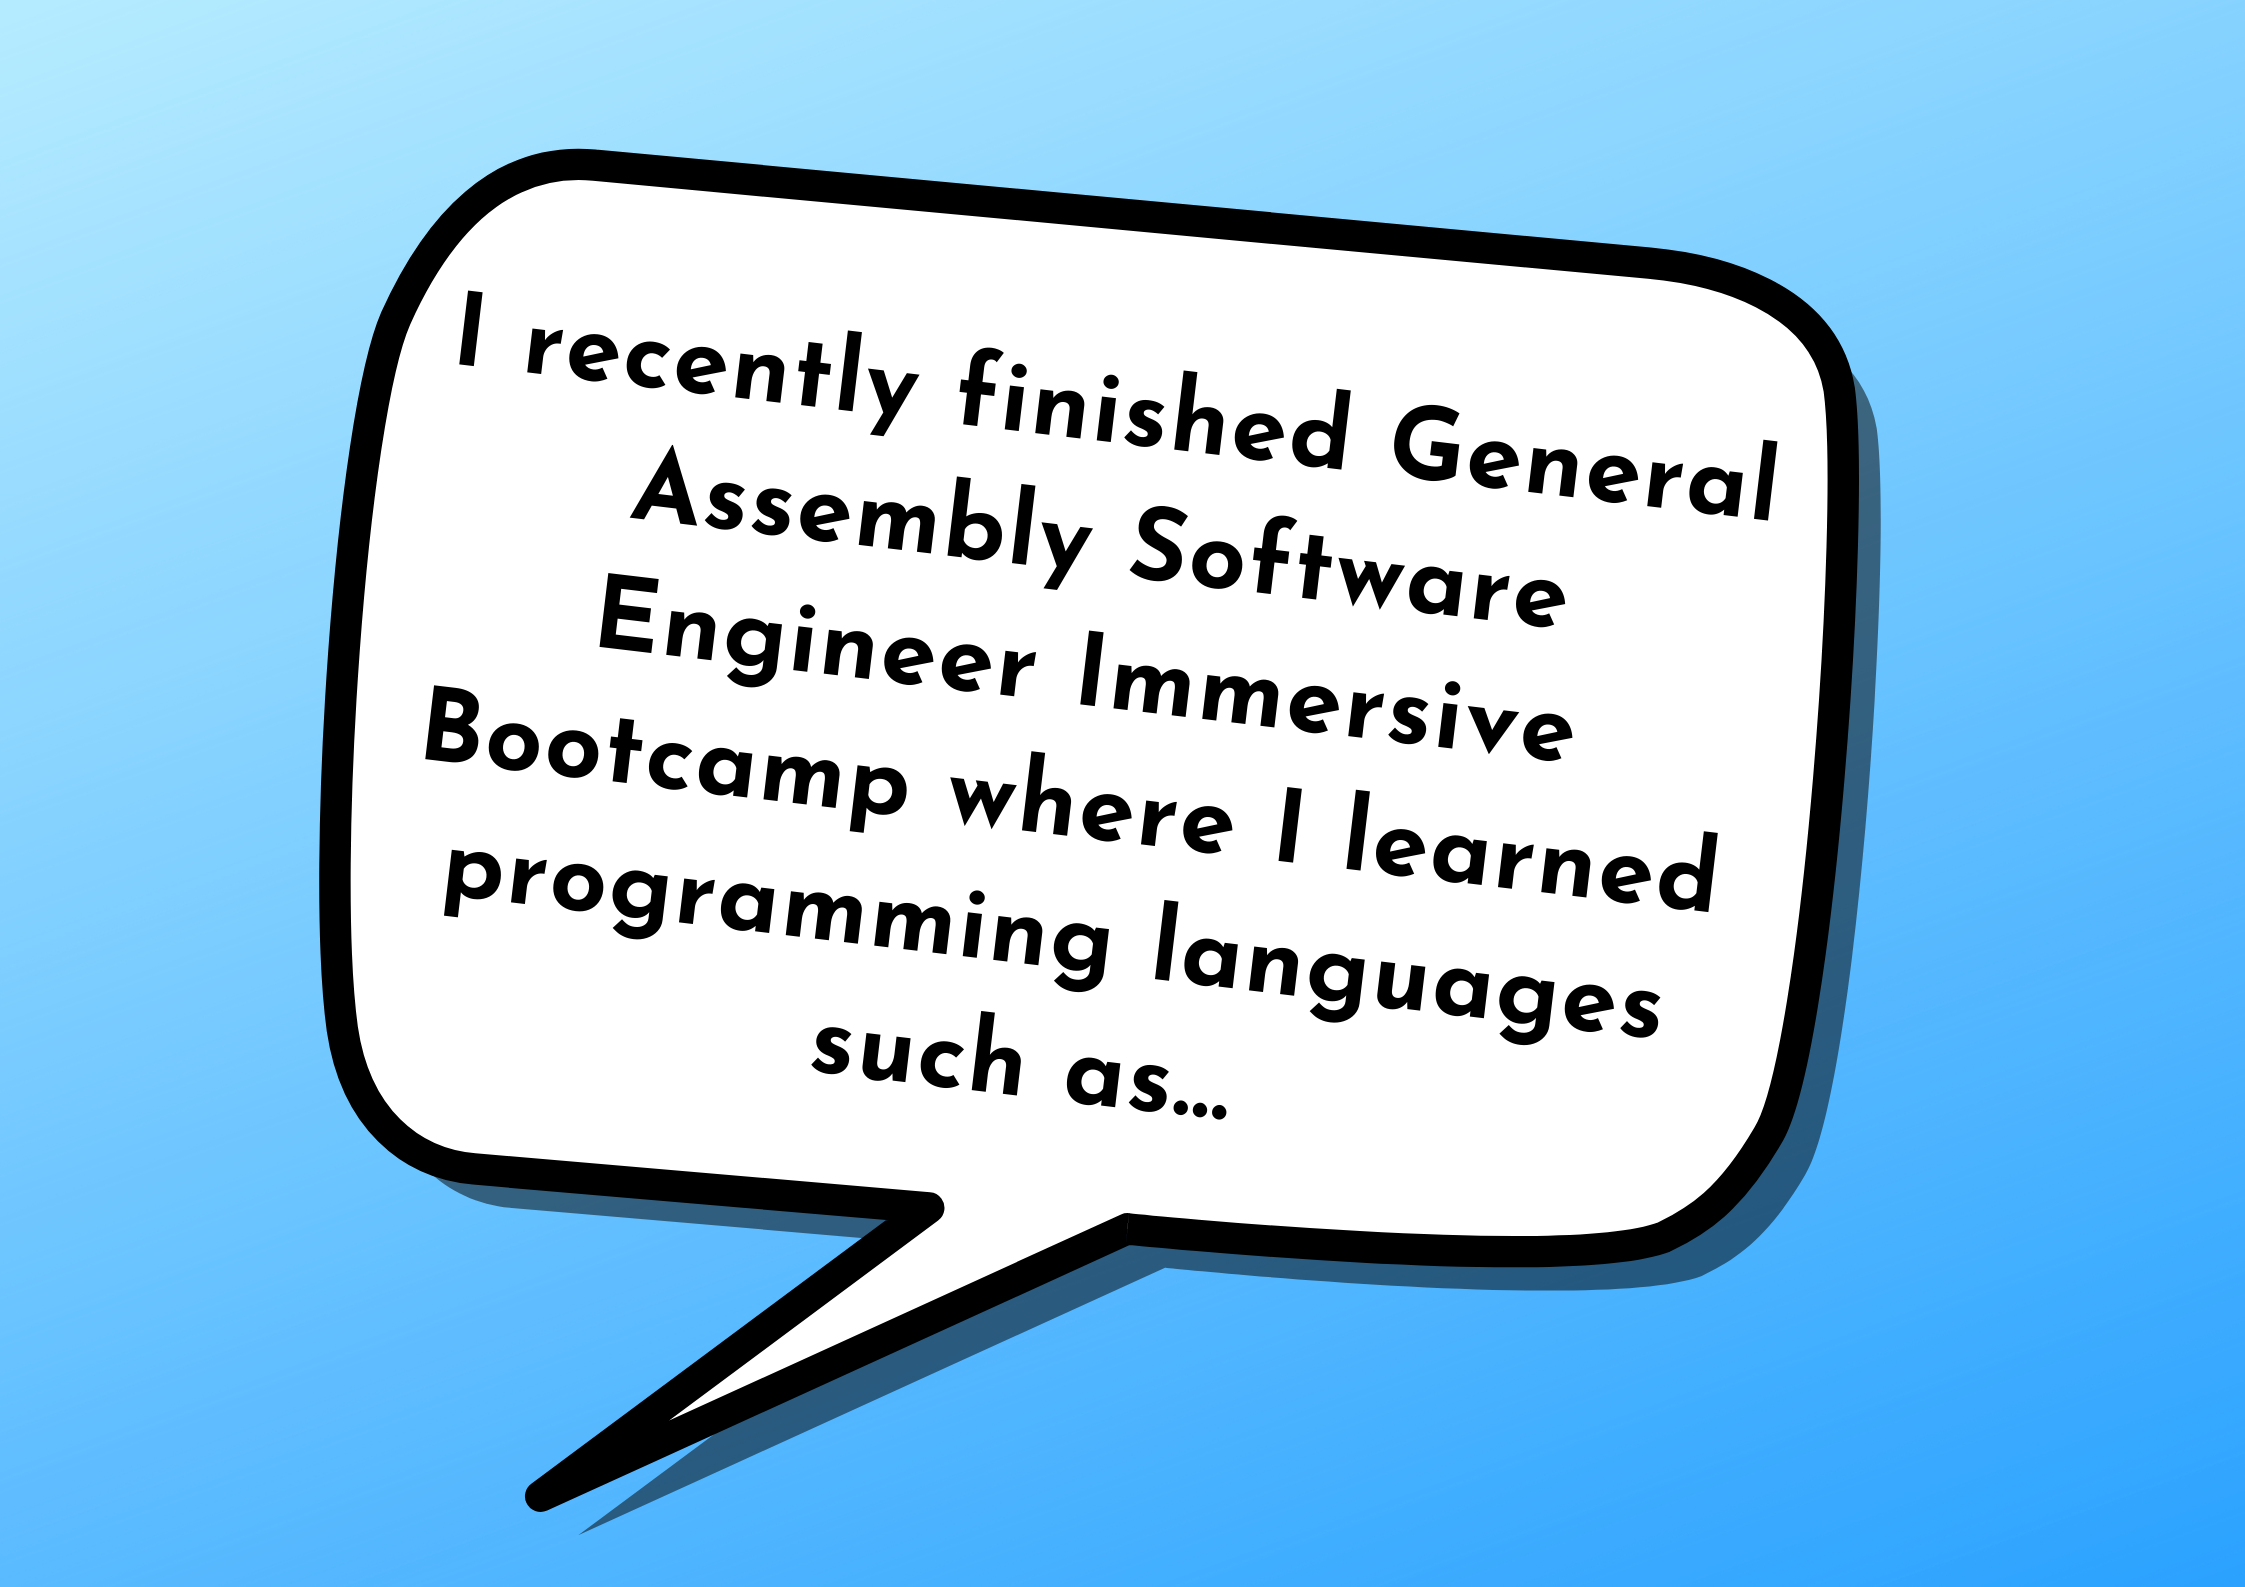 I recently finished General
Assembly Software
Engineer Immersive
Bootcamp where I learned
programming languages
such as...